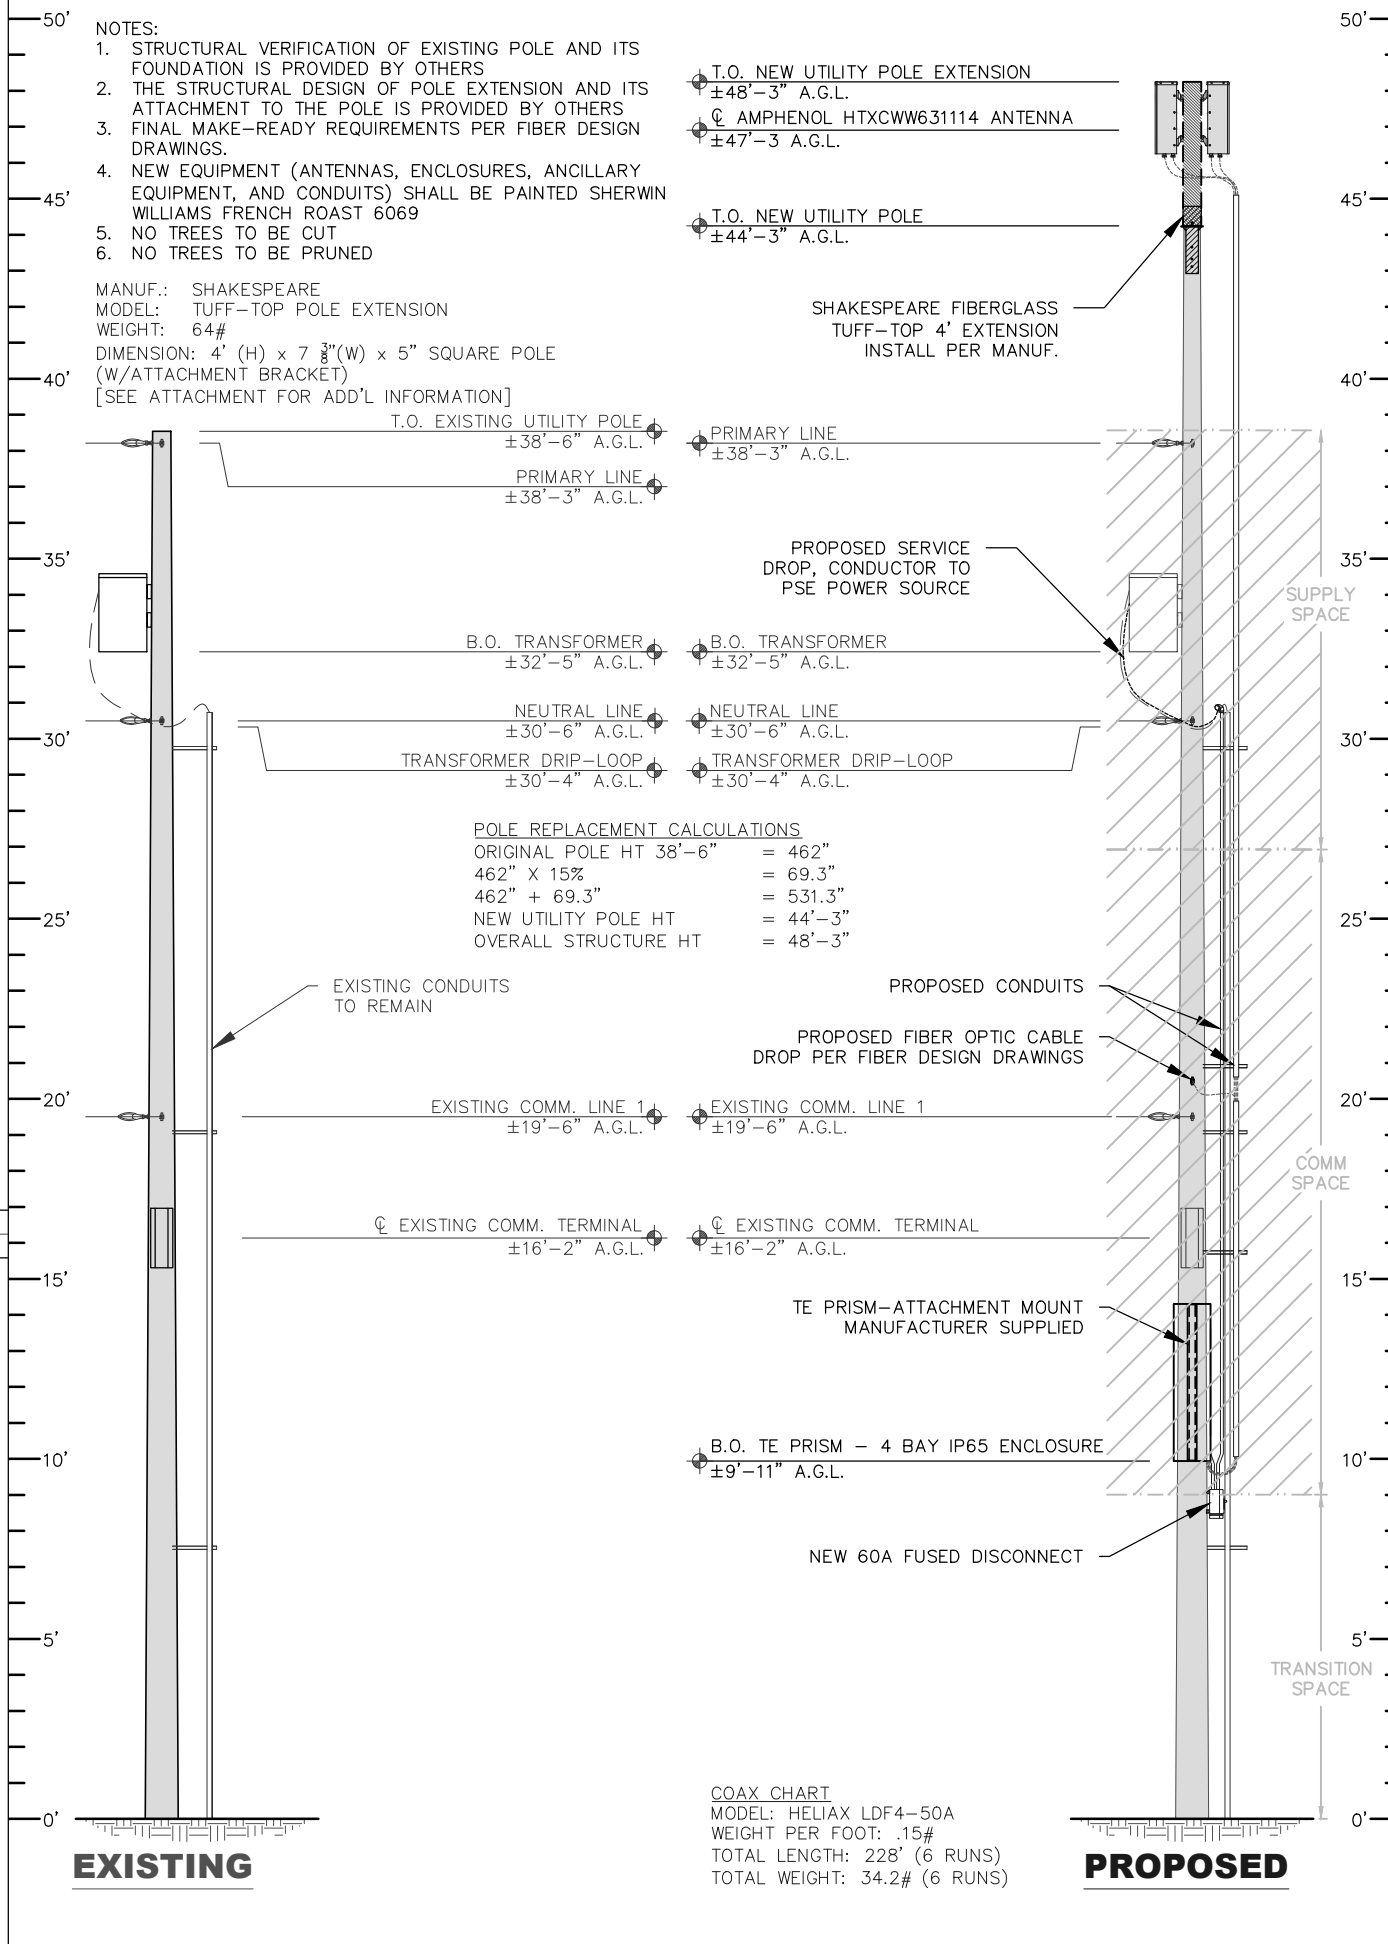 NOTES:
1. STRUCTURAL VERIFICATION OF EXISTING POLE AND ITS
FOUNDATION IS PROVIDED BY OTHERS
2. THE STRUCTURAL DESIGN OF POLE EXTENSION AND ITS
ATTACHMENT TO THE POLE IS PROVIDED BY OTHERS
3. FINAL MAKE-READY REQUIREMENTS PER FIBER DESIGN
DRAWINGS.
4. NEW EQUIPMENT (ANTENNAS, ENCLOSURES, ANCILLARY
EQUIPMENT, AND CONDUITS) SHALL BE PAINTED SHERWIN
WILLIAMS FRENCH ROAST 6069
5. NO TREES TO BE CUT
6. NO TREES TO BE PRUNED
MANUF.: SHAKESPEARE
MODEL: TUFF-TOP POLE EXTENSION
WEIGHT: 64#
DIMENSION: 4' (H) x 7 3/8"(W) x 5" SQUARE POLE
(W/ATTACHMENT BRACKET)
[SEE ATTACHMENT FOR ADD'L INFORMATION]
50'
45'
40'
35'
30'
25'
20'
15'
10'
5'
0'
T.O. EXISTING UTILITY POLE
±38'-6" A.G.L.
PRIMARY LINE
±38'-3" A.G.L.
B.O. TRANSFORMER
±32'-5" A.G.L.
NEUTRAL LINE
±30'-6" A.G.L.
TRANSFORMER DRIP-LOOP
±30'-4" A.G.L.
POLE REPLACEMENT CALCULATIONS
ORIGINAL POLE HT 38'-6" = 462"
462" X 15% = 69.3"
462" + 69.3" = 531.3"
NEW UTILITY POLE HT = 44'-3"
OVERALL STRUCTURE HT = 48'-3"
EXISTING CONDUITS
TO REMAIN
EXISTING COMM. LINE 1
±19'-6" A.G.L.
℄ EXISTING COMM. TERMINAL
±16'-2" A.G.L.
EXISTING
T.O. NEW UTILITY POLE EXTENSION
±48'-3" A.G.L.
℄ AMPHENOL HTXCWW631114 ANTENNA
±47'-3 A.G.L.
T.O. NEW UTILITY POLE
±44'-3" A.G.L.
SHAKESPEARE FIBERGLASS
TUFF-TOP 4' EXTENSION
INSTALL PER MANUF.
PRIMARY LINE
±38'-3" A.G.L.
PROPOSED SERVICE
DROP, CONDUCTOR TO
PSE POWER SOURCE
B.O. TRANSFORMER
±32'-5" A.G.L.
NEUTRAL LINE
±30'-6" A.G.L.
TRANSFORMER DRIP-LOOP
±30'-4" A.G.L.
PROPOSED CONDUITS
PROPOSED FIBER OPTIC CABLE
DROP PER FIBER DESIGN DRAWINGS
EXISTING COMM. LINE 1
±19'-6" A.G.L.
℄ EXISTING COMM. TERMINAL
±16'-2" A.G.L.
TE PRISM-ATTACHMENT MOUNT
MANUFACTURER SUPPLIED
B.O. TE PRISM - 4 BAY IP65 ENCLOSURE
±9'-11" A.G.L.
NEW 60A FUSED DISCONNECT
COAX CHART
MODEL: HELIAX LDF4-50A
WEIGHT PER FOOT: .15#
TOTAL LENGTH: 228' (6 RUNS)
TOTAL WEIGHT: 34.2# (6 RUNS)
SUPPLY
SPACE
COMM
SPACE
TRANSITION
SPACE
50'
45'
40'
35'
30'
25'
20'
15'
10'
5'
0'
PROPOSED